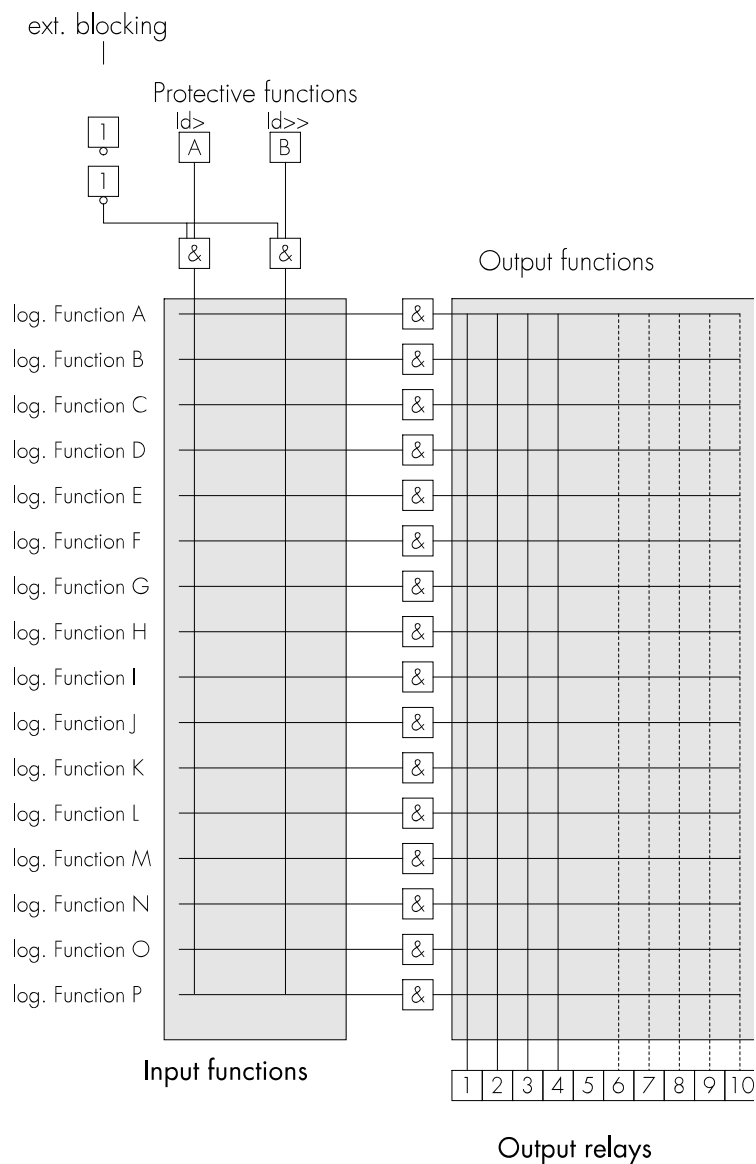 ext. blocking
Protective functions
Id> Id>>
1 A B
1
& &
Output functions
log. Function A &
log. Function B &
log. Function C &
log. Function D &
log. Function E &
log. Function F &
log. Function G &
log. Function H &
log. Function I &
log. Function J &
log. Function K &
log. Function L &
log. Function M &
log. Function N &
log. Function O &
log. Function P &
Input functions
1 2 3 4 5 6 7 8 9 10
Output relays